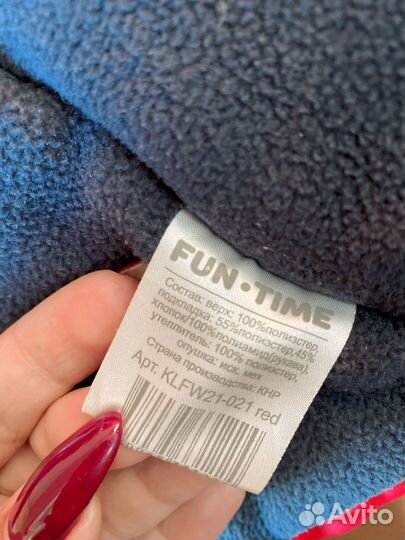 FUN•TIME
Состав: верх: 100%полиэстер
подкладка: 55%полиэстер,45%
хлопок/100%полиамид(рукава)
утеплитель: 100% полиэстер,
опушка: иск. мех
Страна производства: КНР
Арт. KLFW21-021 red
Avito